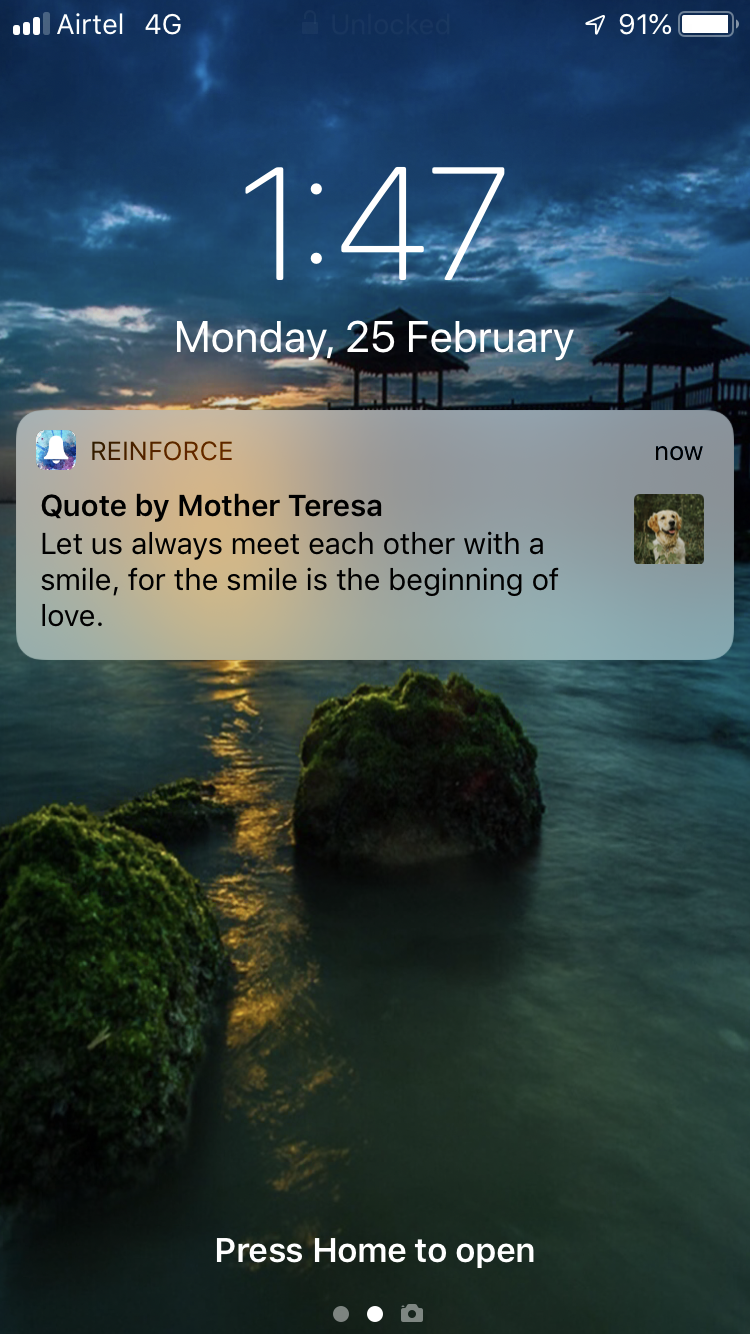 Airtel 4G Unlocked 91%
1:47
Monday, 25 February
REINFORCE now
Quote by Mother Teresa
Let us always meet each other with a
smile, for the smile is the beginning of
love.
Press Home to open